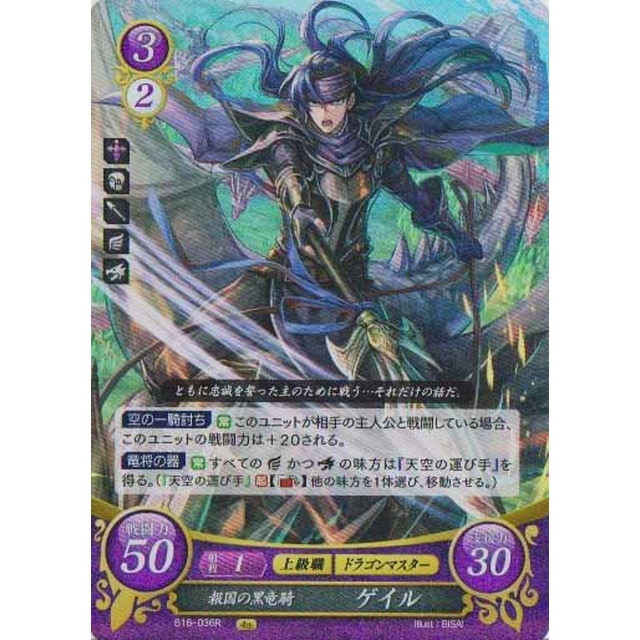 3
2
ともに忠誠を誓った主のために戦う…それだけの話だ。
空の一騎討ち 常 このユニットが相手の主人公と戦闘している場合、
このユニットの戦闘力は＋20される。
竜将の器 常 すべての かつ の味方は『天空の運び手』を
得る。（『天空の運び手』起【 】他の味方を1体選び、移動させる。）
戦闘力
50
射程 1
上級職 ドラゴンマスター
支援力
30
報国の黒竜騎 ゲイル
B16-036R
Illust：BISAI